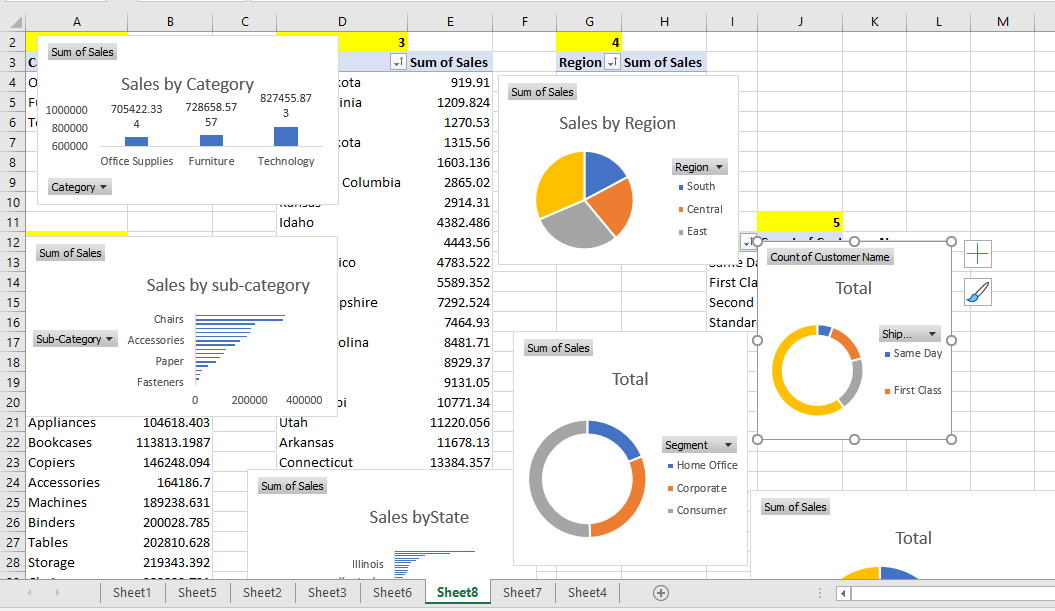 A B C D E F G H I J K L M
2 3 4
3 Sum of Sales Region Sum of Sales
4 kota 919.91
5 inia 1209.824
6 1270.53
7 kota 1315.56
8 1603.136
9 Columbia 2865.02
10 2914.31
11 Idaho 4382.486 5
12 4443.56
13 ico 4783.522 Same Da
14 5589.352 First Cla
15 pshire 7292.524 Second
16 7464.93 Standar
17 olina 8481.71
18 8929.37
19 9131.05
20 pi 10771.34
21 Appliances 104618.403 Utah 11220.056
22 Bookcases 113813.1987 Arkansas 11678.13
23 Copiers 146248.094 Connecticut 13384.357
24 Accessories 164186.7
25 Machines 189238.631
26 Binders 200028.785
27 Tables 202810.628
28 Storage 219343.392
Sum of Sales
Sales by Category
1000000
800000
600000
705422.33
4
728658.57
57
827455.87
3
Office Supplies Furniture Technology
Category
Sum of Sales
Sales by sub-category
Sub-Category
Chairs
Accessories
Paper
Fasteners
0 200000 400000
Sum of Sales
Sales byState
Illinois
Sum of Sales
Sales by Region
Region
South
Central
East
Sum of Sales
Total
Segment
Home Office
Corporate
Consumer
Count of Customer Name
Total
Ship...
Same Day
First Class
Sum of Sales
Total
Sheet1 Sheet5 Sheet2 Sheet3 Sheet6 Sheet8 Sheet7 Sheet4